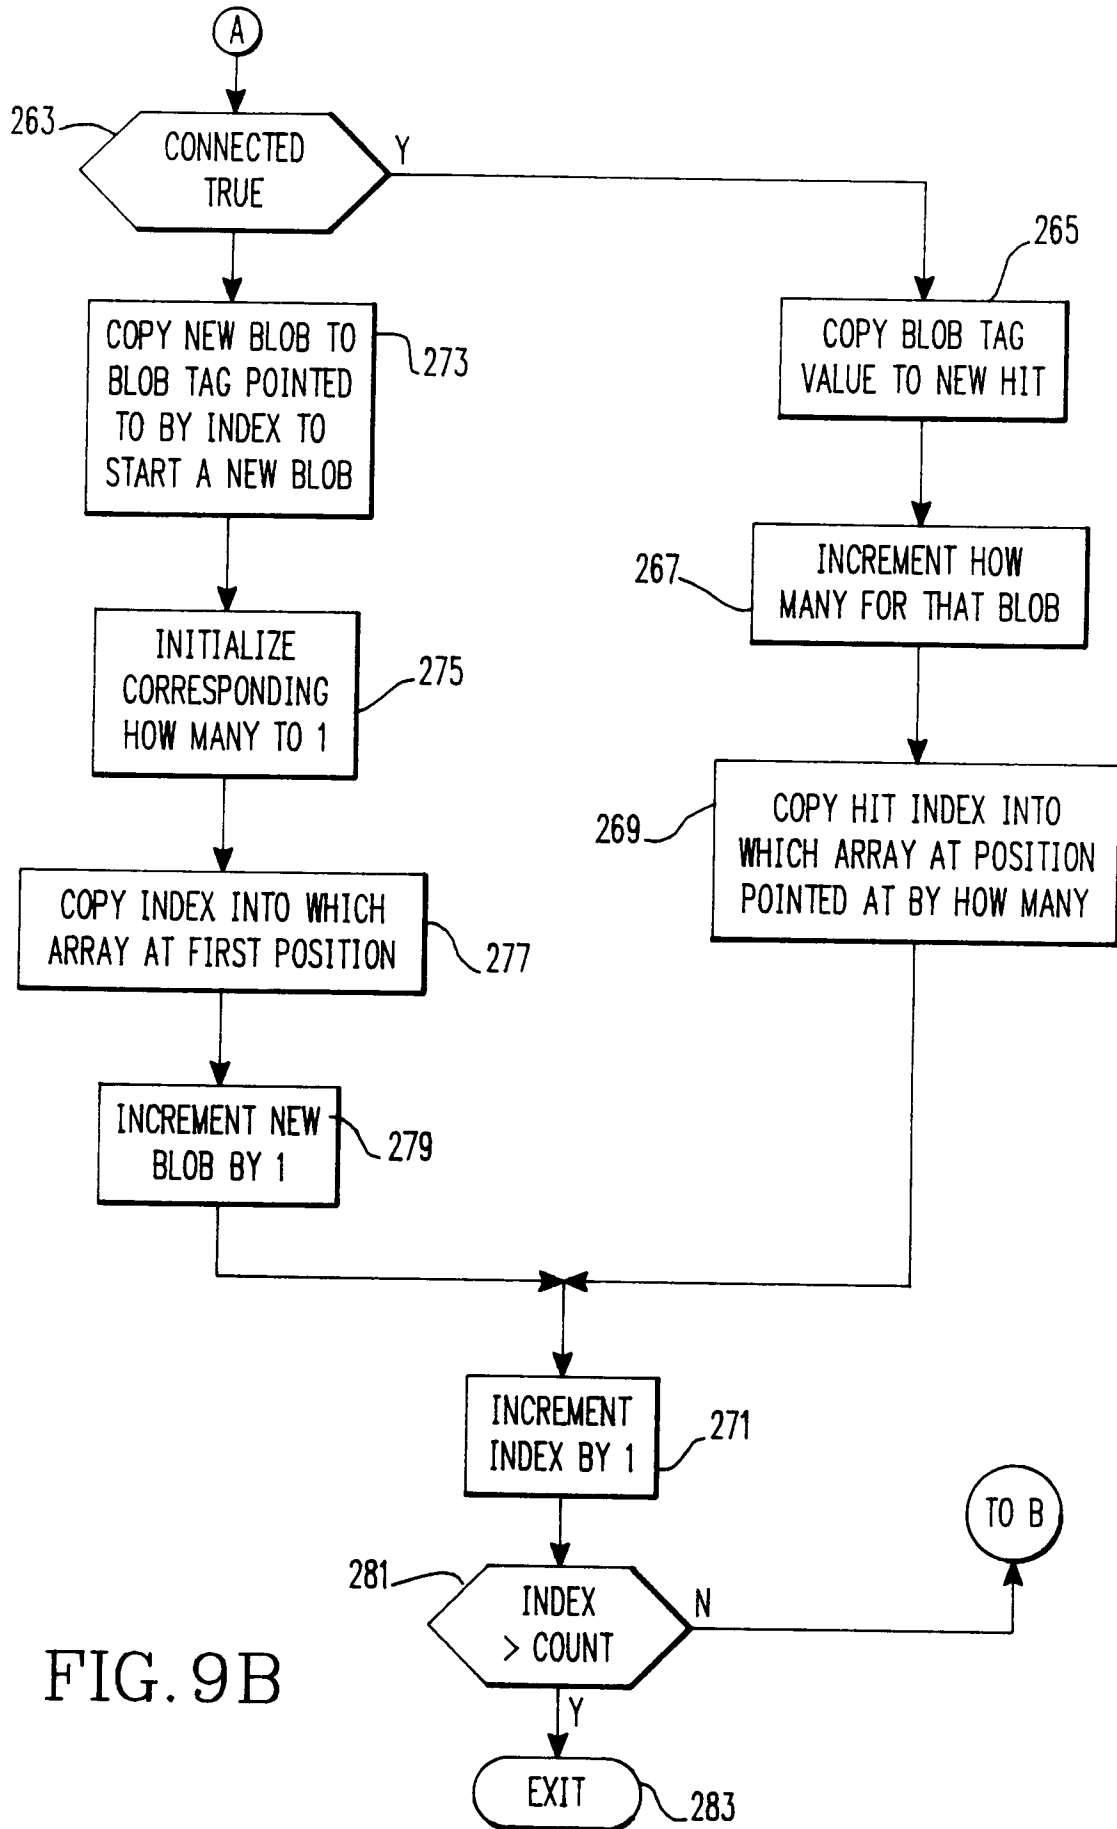 A
263
CONNECTED
TRUE
Y
265
COPY NEW BLOB TO
BLOB TAG POINTED
TO BY INDEX TO
START A NEW BLOB
273
COPY BLOB TAG
VALUE TO NEW HIT
267
INCREMENT HOW
MANY FOR THAT BLOB
INITIALIZE
CORRESPONDING
HOW MANY TO 1
275
269
COPY HIT INDEX INTO
WHICH ARRAY AT POSITION
POINTED AT BY HOW MANY
COPY INDEX INTO WHICH
ARRAY AT FIRST POSITION
277
INCREMENT NEW
BLOB BY 1
279
INCREMENT
INDEX BY 1
271
TO B
281
INDEX
> COUNT
N
Y
FIG. 9B
EXIT
283